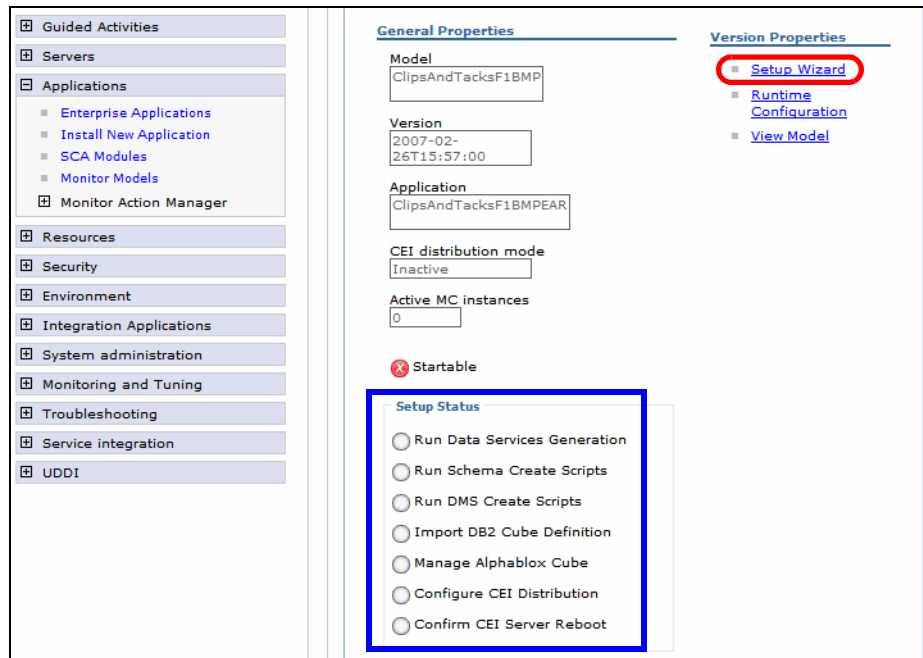 Guided Activities
Servers
Applications
Enterprise Applications
Install New Application
SCA Modules
Monitor Models
Monitor Action Manager
Resources
Security
Environment
Integration Applications
System administration
Monitoring and Tuning
Troubleshooting
Service integration
UDDI
General Properties
Model
ClipsAndTacksF1BMP
Version
2007-02-
26T15:57:00
Application
ClipsAndTacksF1BMPEAR
CEI distribution mode
Inactive
Active MC instances
0
Startable
Setup Status
Run Data Services Generation
Run Schema Create Scripts
Run DMS Create Scripts
Import DB2 Cube Definition
Manage Alphablox Cube
Configure CEI Distribution
Confirm CEI Server Reboot
Version Properties
Setup Wizard
Runtime
Configuration
View Model